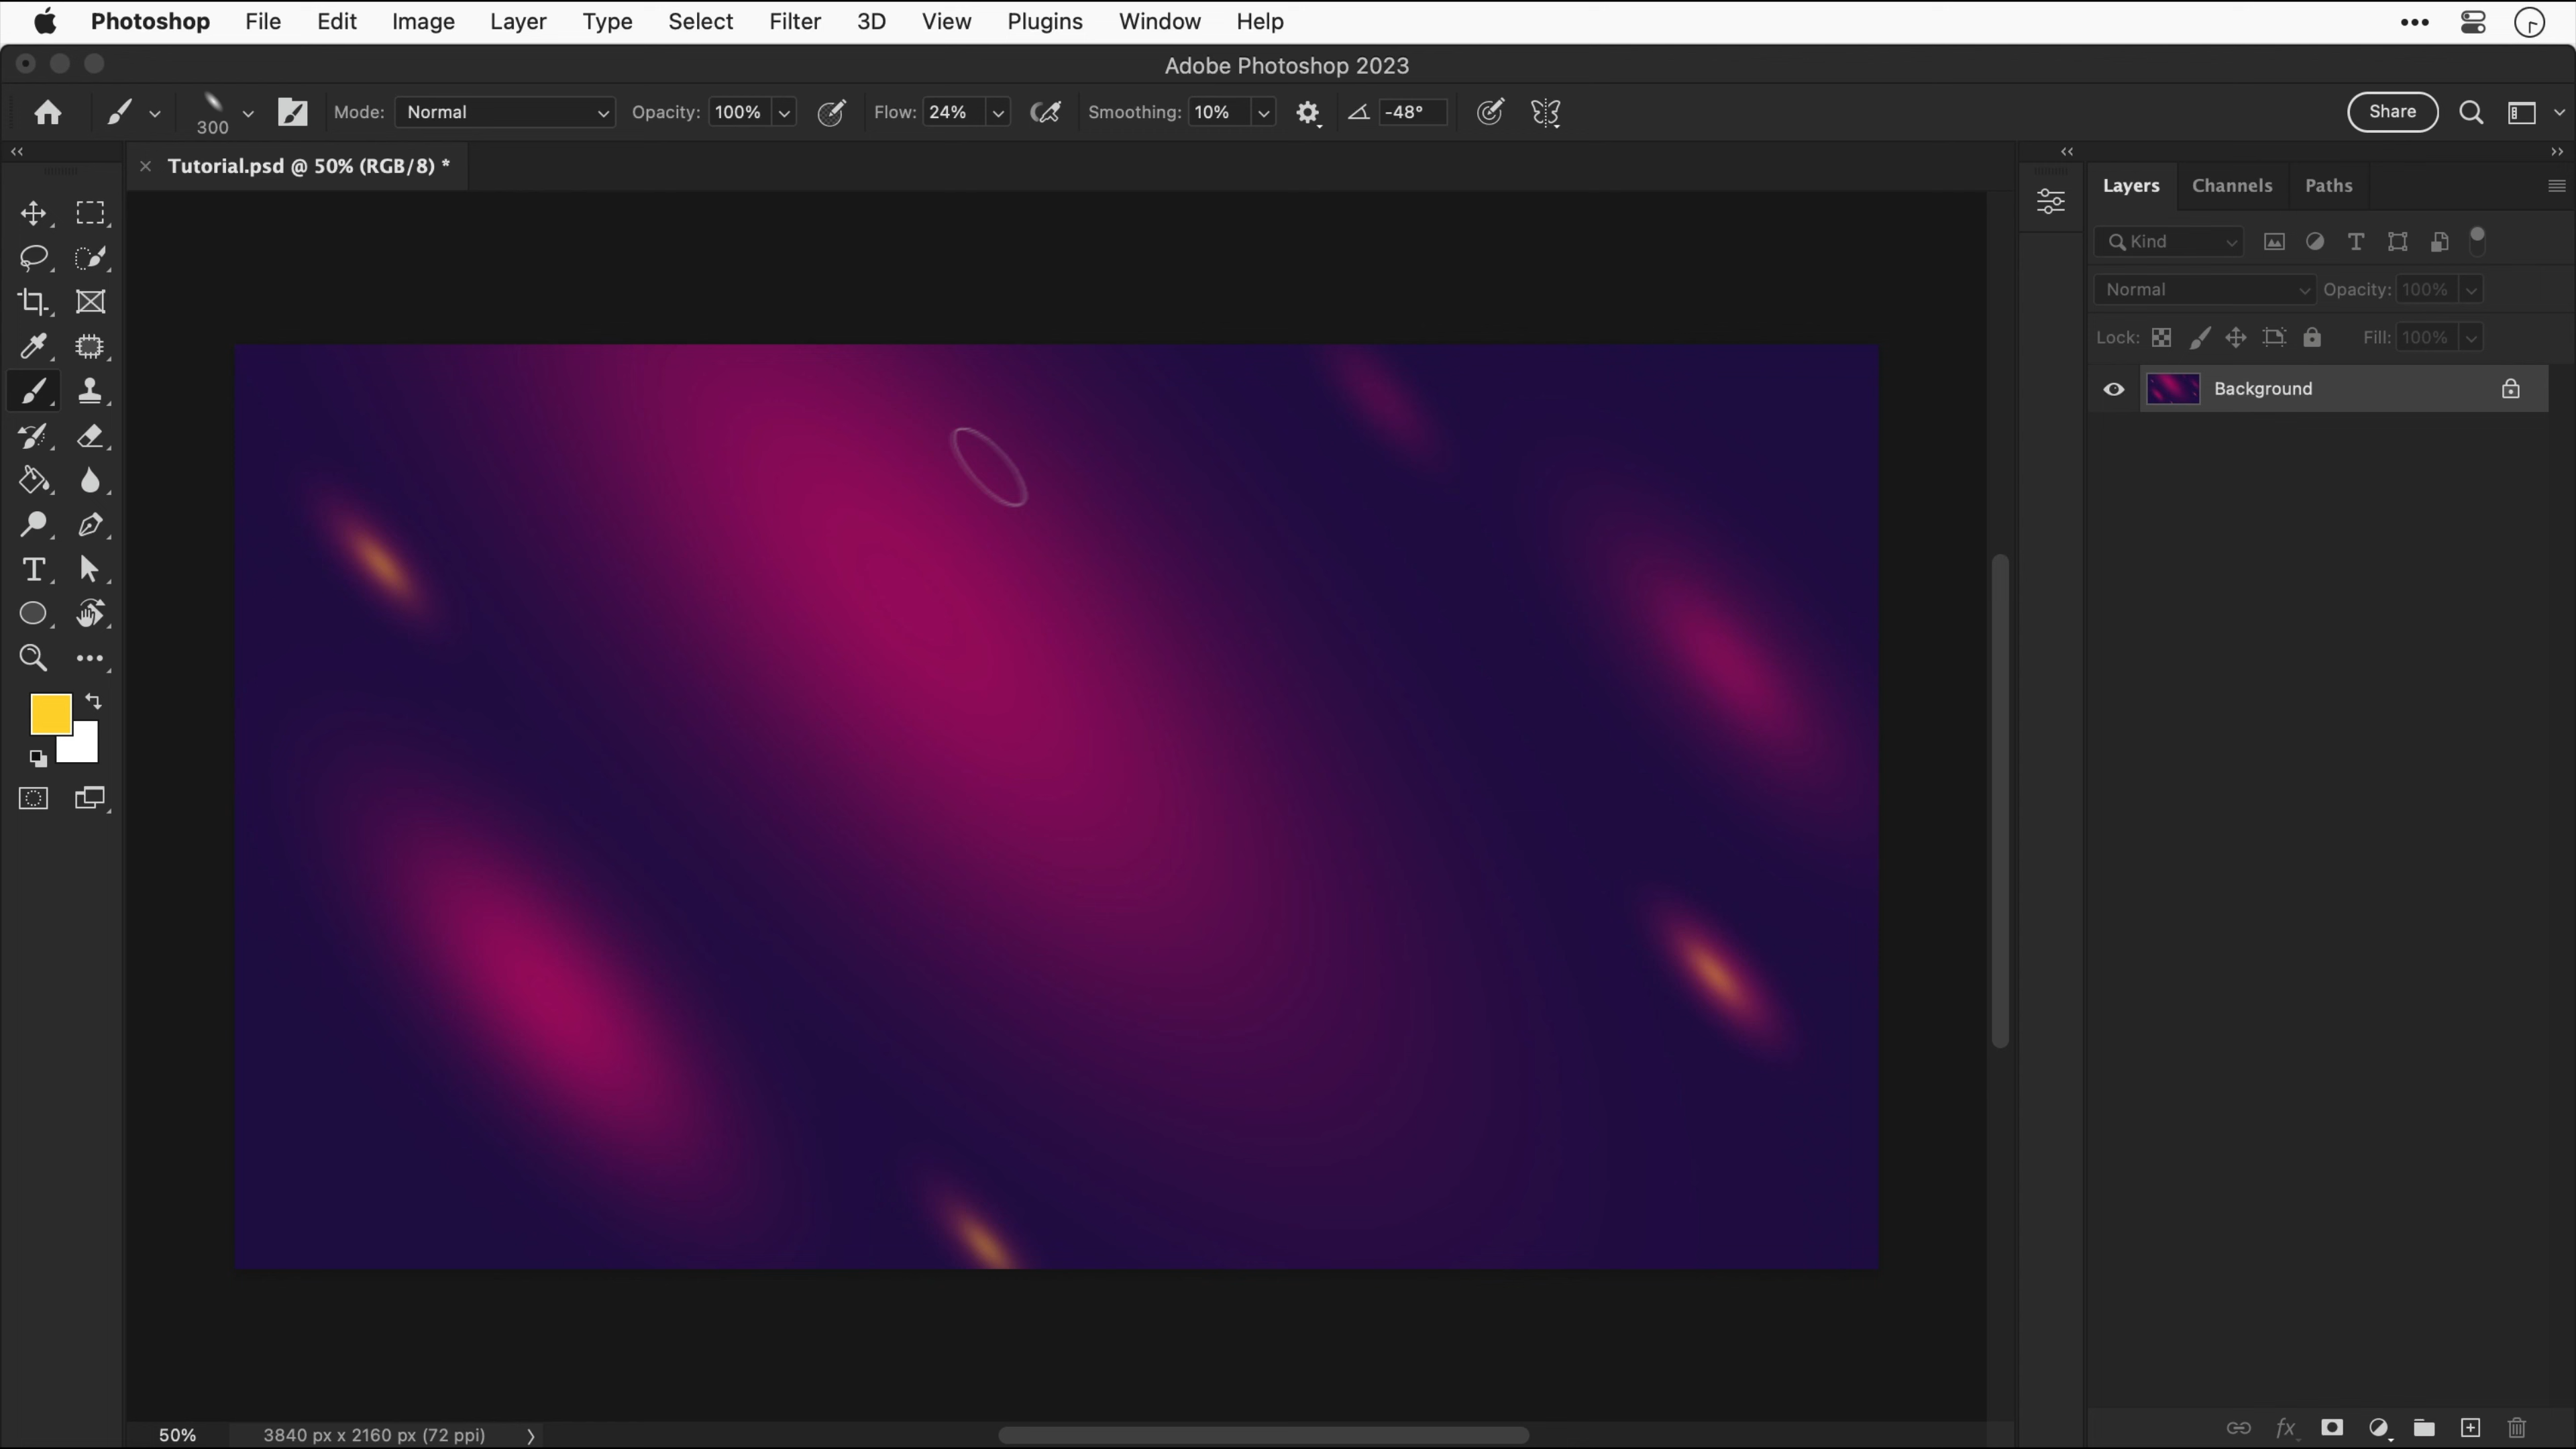 Photoshop File Edit Image Layer Type Select Filter 3D View Plugins Window Help
Adobe Photoshop 2023
300 Mode: Normal Opacity: 100% Flow: 24% Smoothing: 10% -48° Share
Tutorial.psd @ 50% (RGB/8) *
Layers Channels Paths
Kind
Normal Opacity: 100%
Lock: Fill: 100%
Background
50% 3840 px x 2160 px (72 ppi)
fx